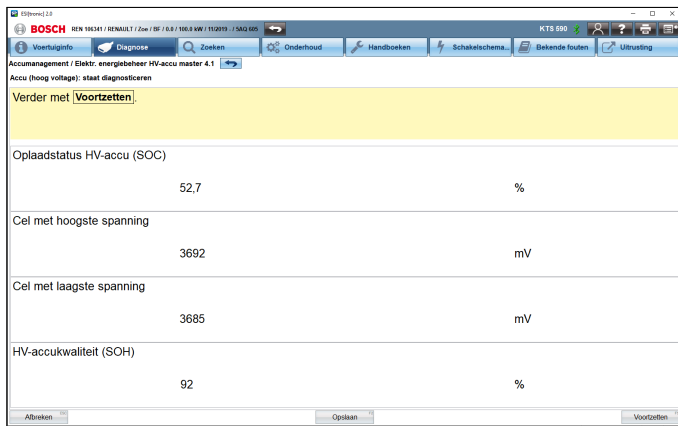 ESI[tronic] 2.0
BOSCH REN 106341 / RENAULT / Zoe / BF / 0.0 / 100.0 kW / 11/2019 - / 5AQ 605 KTS 590
Voertuiginfo Diagnose Zoeken Onderhoud Handboeken Schakelschema... Bekende fouten Uitrusting
Accumanagement / Elektr. energiebeheer HV-accu master 4.1
Accu (hoog voltage): staat diagnosticeren
Verder met Voortzetten.
Oplaadstatus HV-accu (SOC)
52,7 %
Cel met hoogste spanning
3692 mV
Cel met laagste spanning
3685 mV
HV-accukwaliteit (SOH)
92 %
Afbreken Opslaan Voortzetten